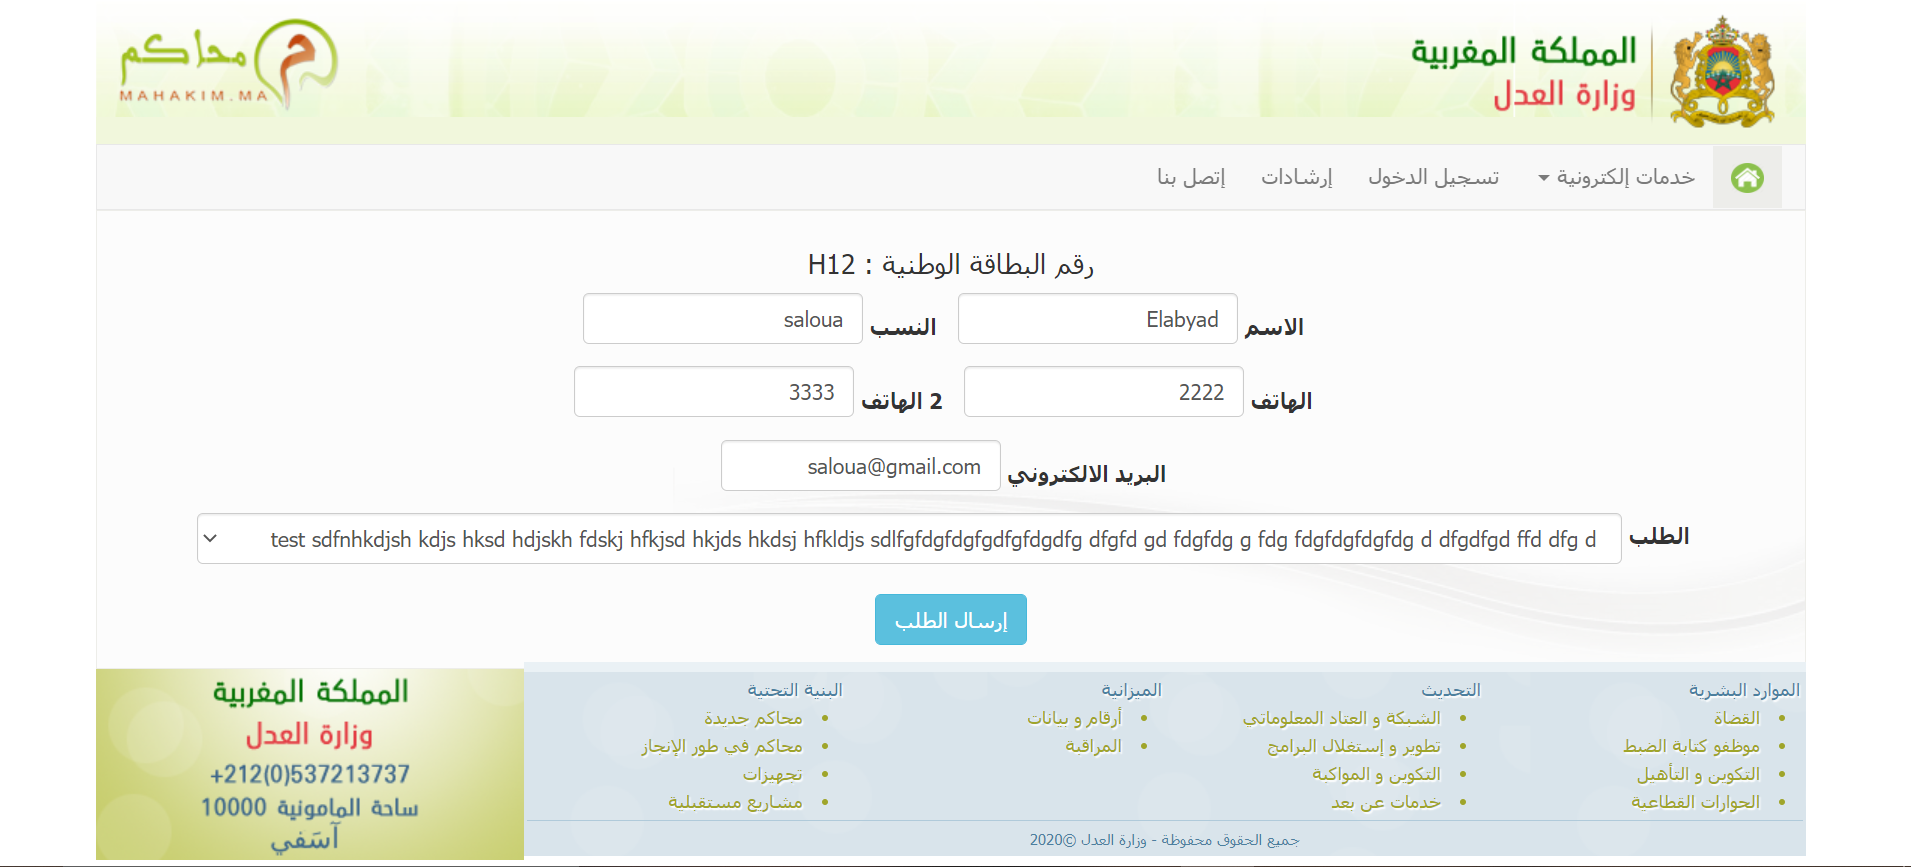 المملكة المغربية
وزارة العدل
محاكم
MAHAKIM.MA
خدمات إلكترونية
تسجيل الدخول
إرشادات
إتصل بنا
رقم البطاقة الوطنية : H12
الاسم Elabyad النسب saloua
الهاتف 2222 2 الهاتف 3333
البريد الالكتروني saloua@gmail.com
الطلب test sdfnhkdjsh kdjs hksd hdjskh fdskj hfkjsd hkjds hkdsj hfkldjs sdlfgfdgfdgfgdfgfdgdfg dfgfd gd fdgfdg g fdg fdgfdgfdgfdg d dfgdfgd ffd dfg d
إرسال الطلب
الموارد البشرية
القضاة
موظفو كتابة الضبط
التكوين و التأهيل
الحوارات القطاعية
التحديث
الشبكة و العتاد المعلوماتي
تطوير و إستغلال البرامج
التكوين و المواكبة
خدمات عن بعد
الميزانية
أرقام و بيانات
المراقبة
البنية التحتية
محاكم جديدة
محاكم في طور الإنجاز
تجهيزات
مشاريع مستقبلية
المملكة المغربية
وزارة العدل
+212(0)537213737
ساحة المامونية 10000
آسَفي
جميع الحقوق محفوظة - وزارة العدل ©2020